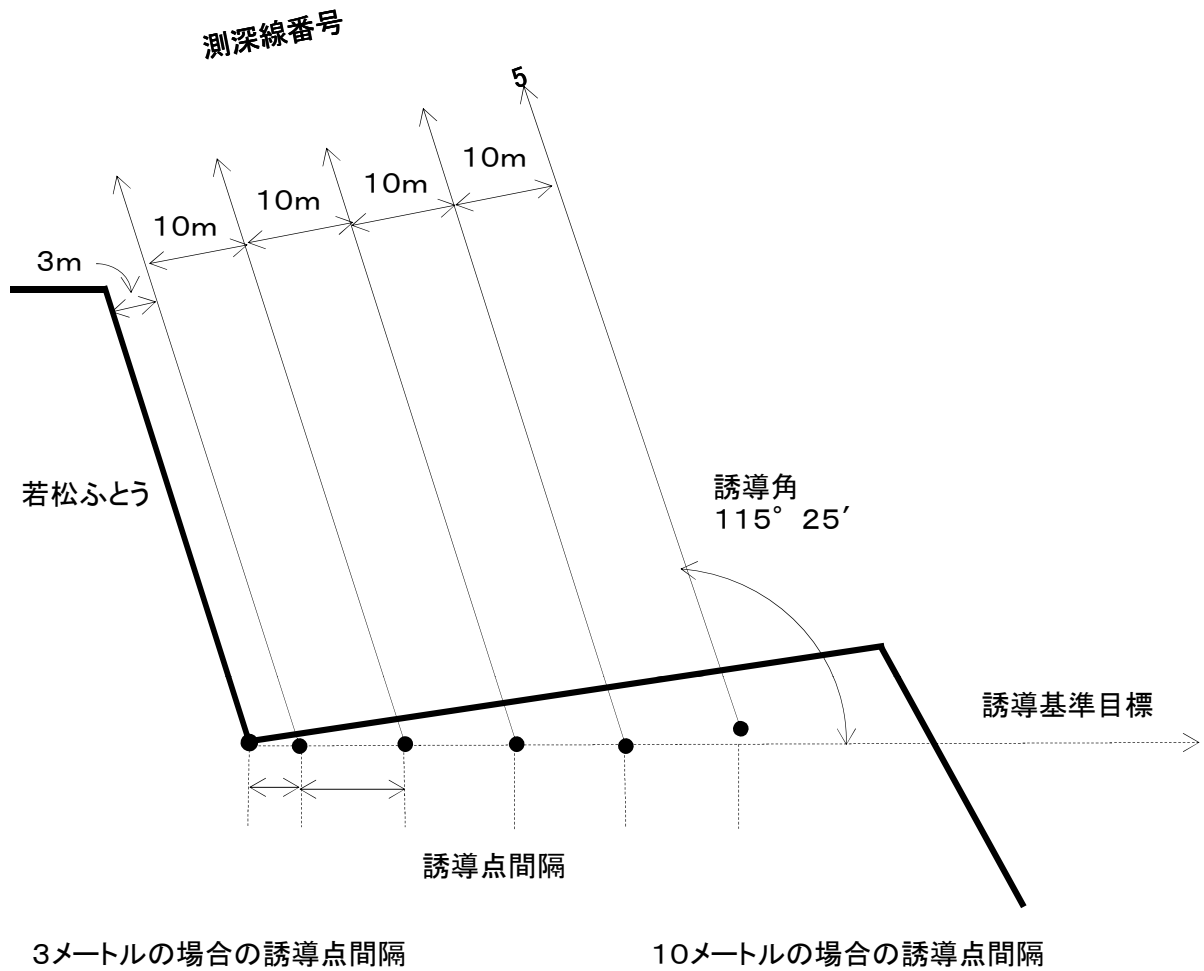 測深線番号
5
10m
10m
10m
10m
3m
若松ふとう
誘導角
115°25′
誘導基準目標
誘導点間隔
3メートルの場合の誘導点間隔
10メートルの場合の誘導点間隔